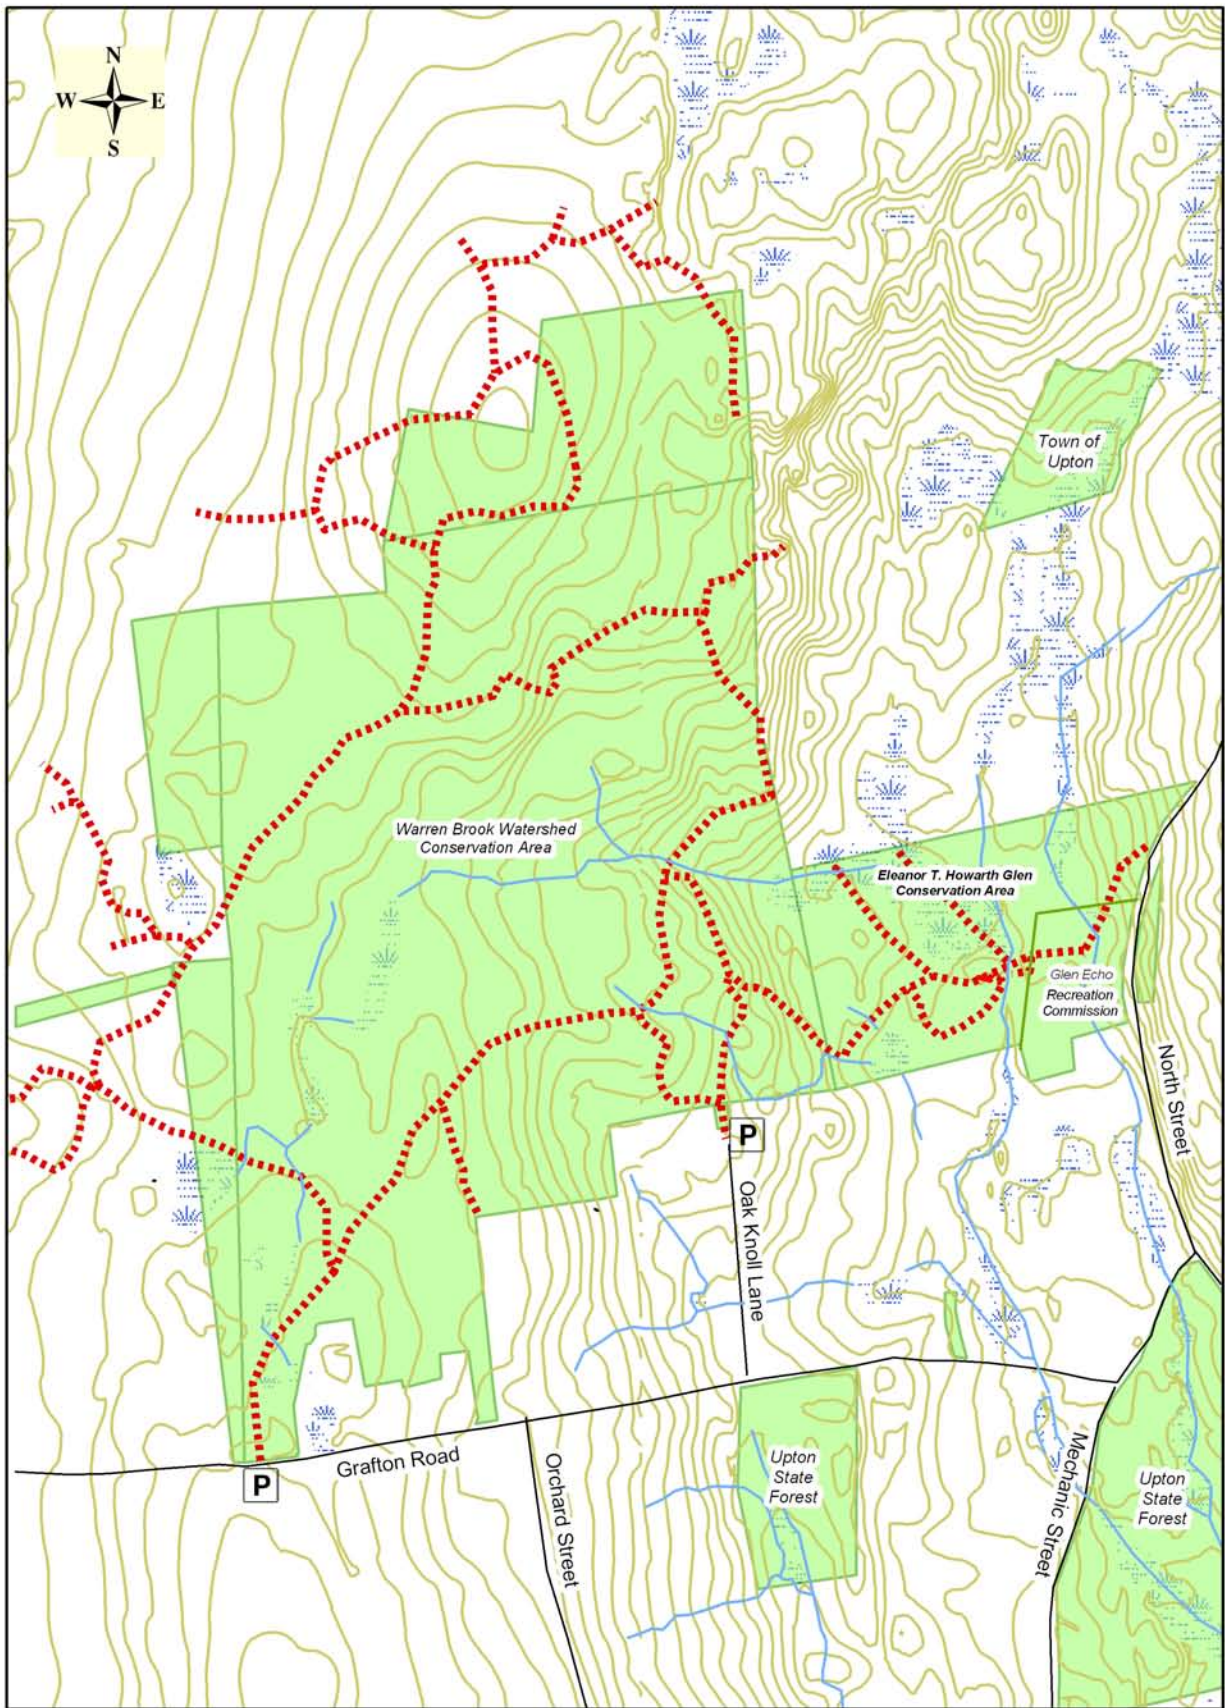 N
W E
S
Town of
Upton
Warren Brook Watershed
Conservation Area
Eleanor T. Howarth Glen
Conservation Area
Glen Echo
Recreation
Commission
North Street
P
Oak Knoll Lane
Grafton Road
P
Orchard Street
Upton
State
Forest
Mechanic Street
Upton
State
Forest